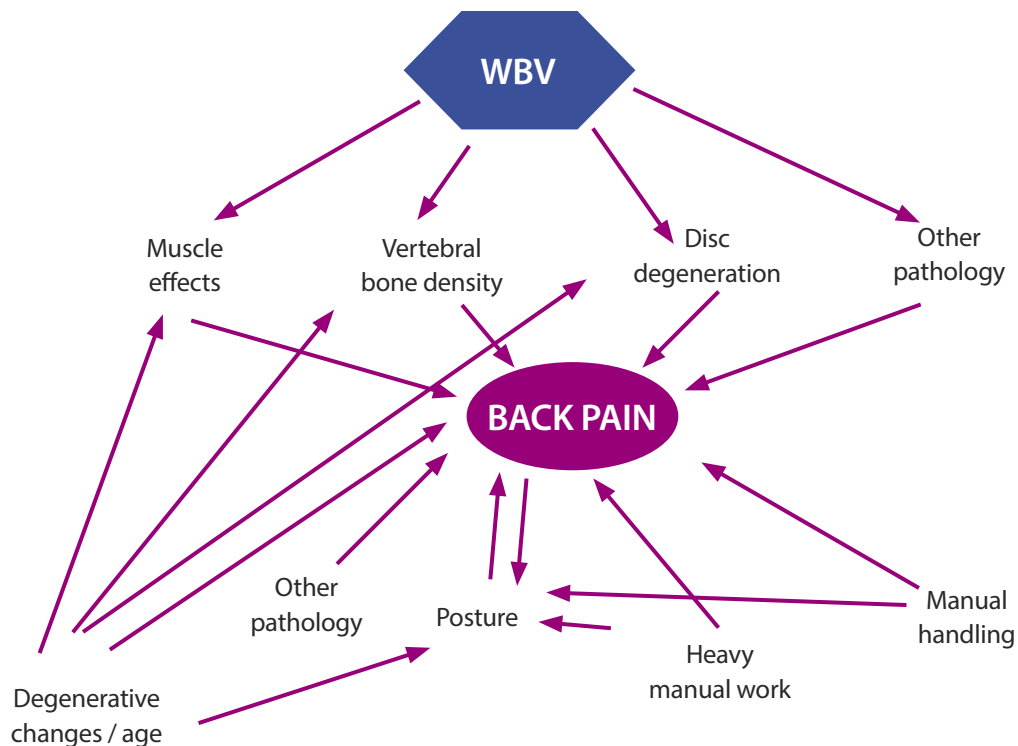 WBV
Muscle
effects
Vertebral
bone density
Disc
degeneration
Other
pathology
BACK PAIN
Other
pathology
Posture
Manual
handling
Heavy
manual work
Degenerative
changes / age